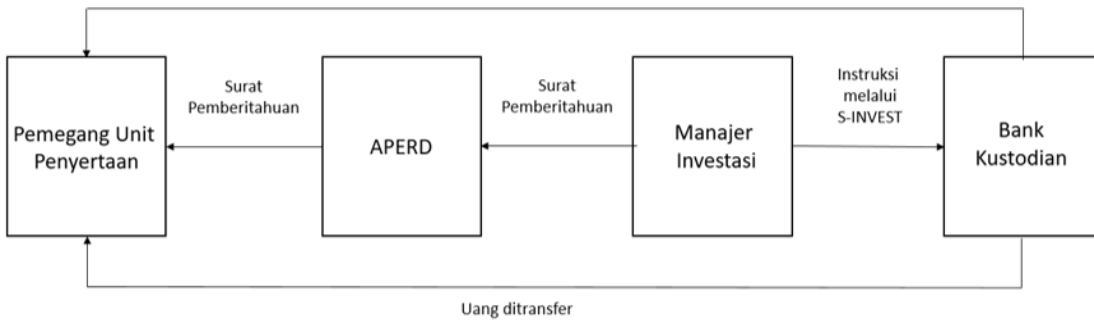 Surat
Pemberitahuan
Surat
Pemberitahuan
Instruksi
melalui
S-INVEST
Pemegang Unit
Penyertaan
APERD
Manajer
Investasi
Bank
Kustodian
Uang ditransfer